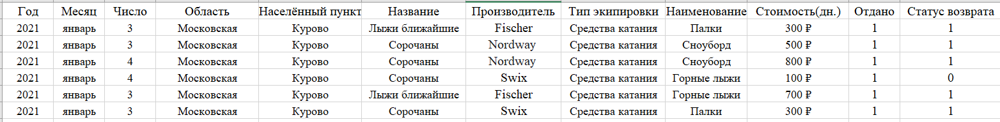 Год Месяц Число Область Населённый пункт Название Производитель Тип экипировки Наименование Стоимость(дн.) Отдано Статус возврата
2021 январь 3 Московская Курово Лыжи ближайшие Fischer Средства катания Палки 300 ₽ 1 1
2021 январь 3 Московская Курово Сорочаны Nordway Средства катания Сноуборд 500 ₽ 1 1
2021 январь 4 Московская Курово Сорочаны Nordway Средства катания Сноуборд 800 ₽ 1 1
2021 январь 4 Московская Курово Сорочаны Swix Средства катания Горные лыжи 100 ₽ 1 0
2021 январь 3 Московская Курово Лыжи ближайшие Fischer Средства катания Горные лыжи 700 ₽ 1 1
2021 январь 3 Московская Курово Сорочаны Swix Средства катания Палки 300 ₽ 1 1